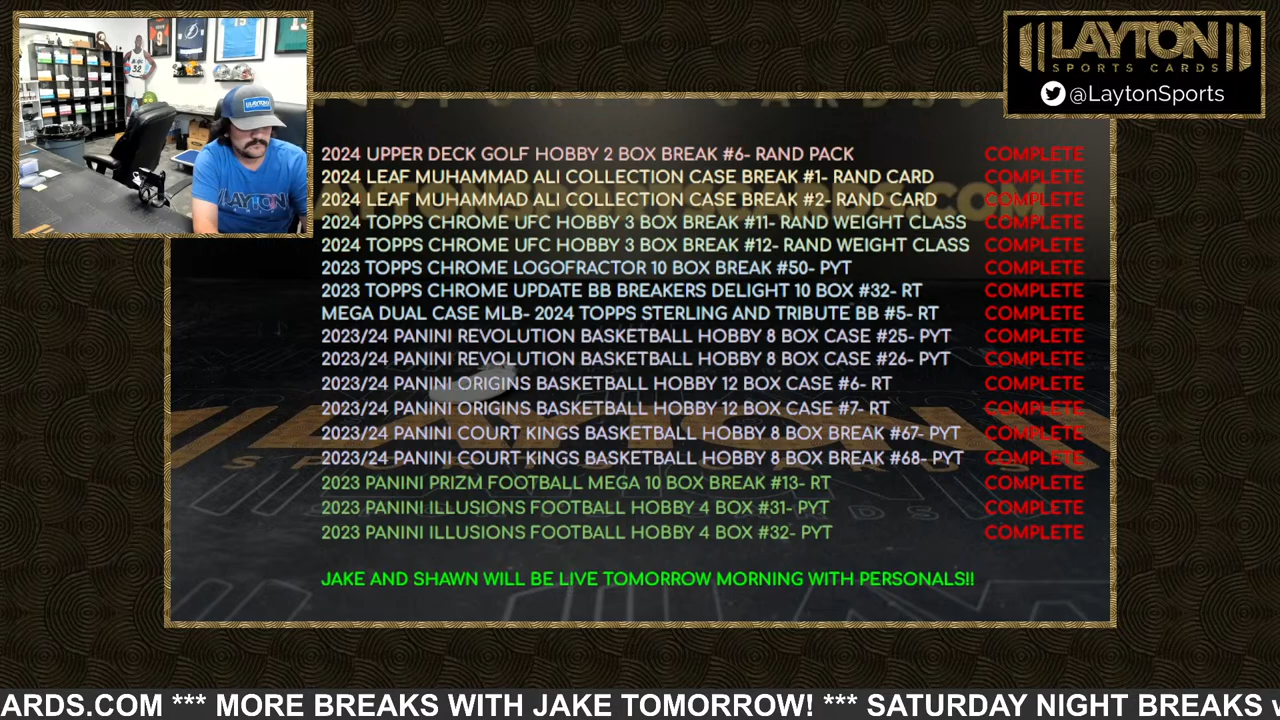 LAYTON
SPORTS CARDS
@LaytonSports
2024 UPPER DECK GOLF HOBBY 2 BOX BREAK #6- RAND PACK COMPLETE
2024 LEAF MUHAMMAD ALI COLLECTION CASE BREAK #1- RAND CARD COMPLETE
2024 LEAF MUHAMMAD ALI COLLECTION CASE BREAK #2- RAND CARD COMPLETE
2024 TOPPS CHROME UFC HOBBY 3 BOX BREAK #11- RAND WEIGHT CLASS COMPLETE
2024 TOPPS CHROME UFC HOBBY 3 BOX BREAK #12- RAND WEIGHT CLASS COMPLETE
2023 TOPPS CHROME LOGOFRACTOR 10 BOX BREAK #50- PYT COMPLETE
2023 TOPPS CHROME UPDATE BB BREAKERS DELIGHT 10 BOX #32- RT COMPLETE
MEGA DUAL CASE MLB- 2024 TOPPS STERLING AND TRIBUTE BB #5- RT COMPLETE
2023/24 PANINI REVOLUTION BASKETBALL HOBBY 8 BOX CASE #25- PYT COMPLETE
2023/24 PANINI REVOLUTION BASKETBALL HOBBY 8 BOX CASE #26- PYT COMPLETE
2023/24 PANINI ORIGINS BASKETBALL HOBBY 12 BOX CASE #6- RT COMPLETE
2023/24 PANINI ORIGINS BASKETBALL HOBBY 12 BOX CASE #7- RT COMPLETE
2023/24 PANINI COURT KINGS BASKETBALL HOBBY 8 BOX BREAK #67- PYT COMPLETE
2023/24 PANINI COURT KINGS BASKETBALL HOBBY 8 BOX BREAK #68- PYT COMPLETE
2023 PANINI PRIZM FOOTBALL MEGA 10 BOX BREAK #13- RT COMPLETE
2023 PANINI ILLUSIONS FOOTBALL HOBBY 4 BOX #31- PYT COMPLETE
2023 PANINI ILLUSIONS FOOTBALL HOBBY 4 BOX #32- PYT COMPLETE
JAKE AND SHAWN WILL BE LIVE TOMORROW MORNING WITH PERSONALS!!
ARDS.COM *** MORE BREAKS WITH JAKE TOMORROW! *** SATURDAY NIGHT BREAKS